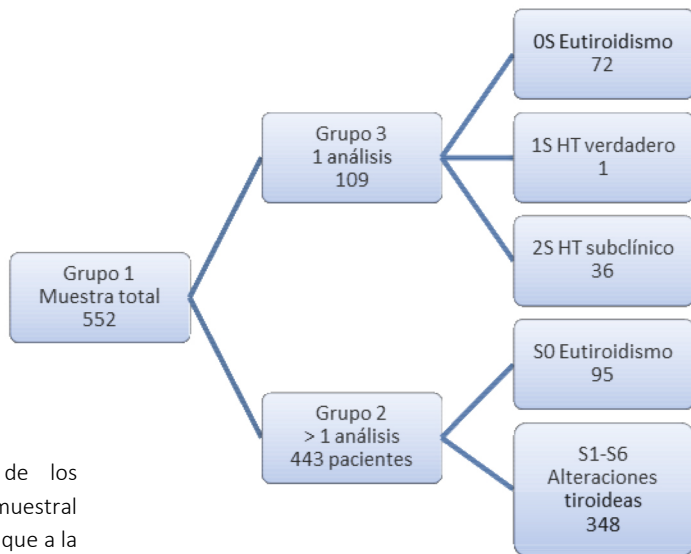 0S Eutiroidismo
72
Grupo 3
1 análisis
109
1S HT verdadero
1
2S HT subclínico
36
Grupo 1
Muestra total
552
S0 Eutiroidismo
95
Grupo 2
> 1 análisis
443 pacientes
S1-S6
Alteraciones
tiroideas
348
de los
muestral
que a la